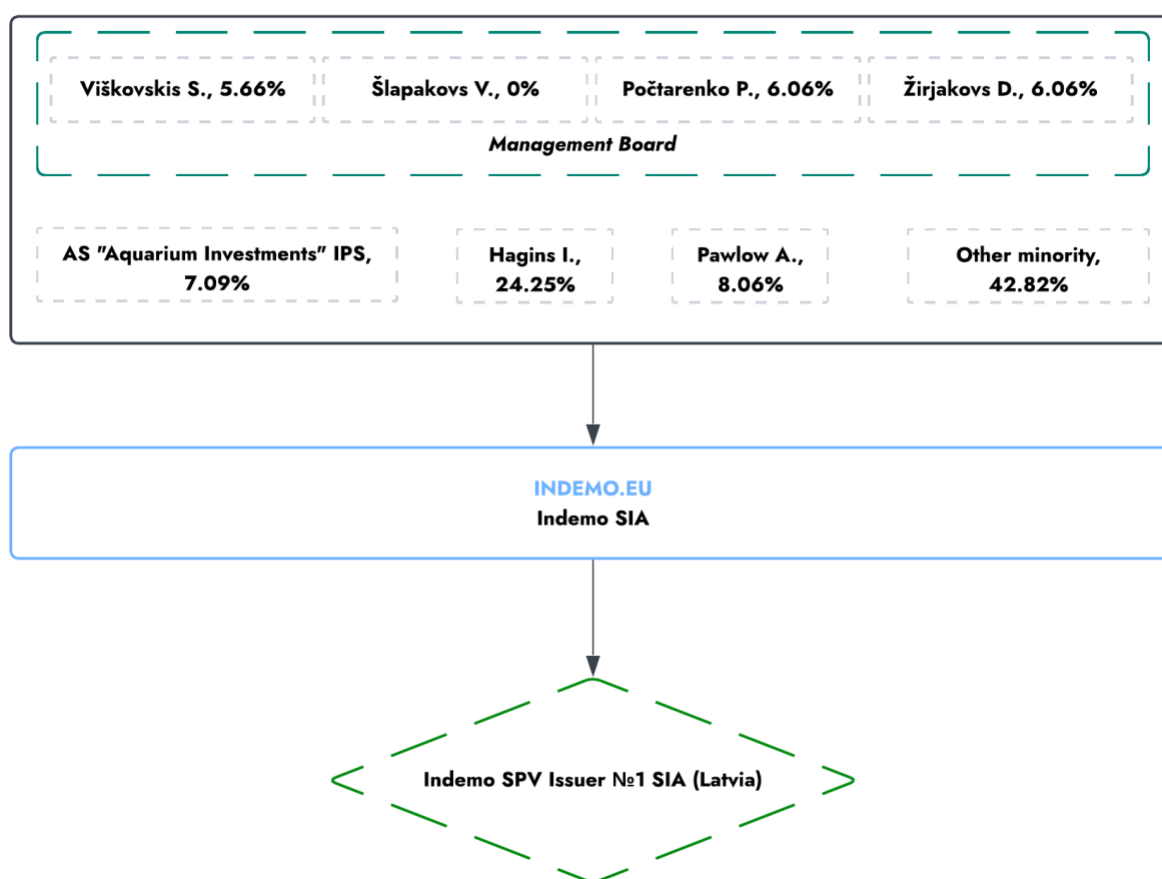 Viškovskis S., 5.66%
Šlapakovs V., 0%
Počtarenko P., 6.06%
Žirjakovs D., 6.06%
Management Board
AS "Aquarium Investments" IPS,
7.09%
Hagins I.,
24.25%
Pawlow A.,
8.06%
Other minority,
42.82%
INDEMO.EU
Indemo SIA
Indemo SPV Issuer №1 SIA (Latvia)